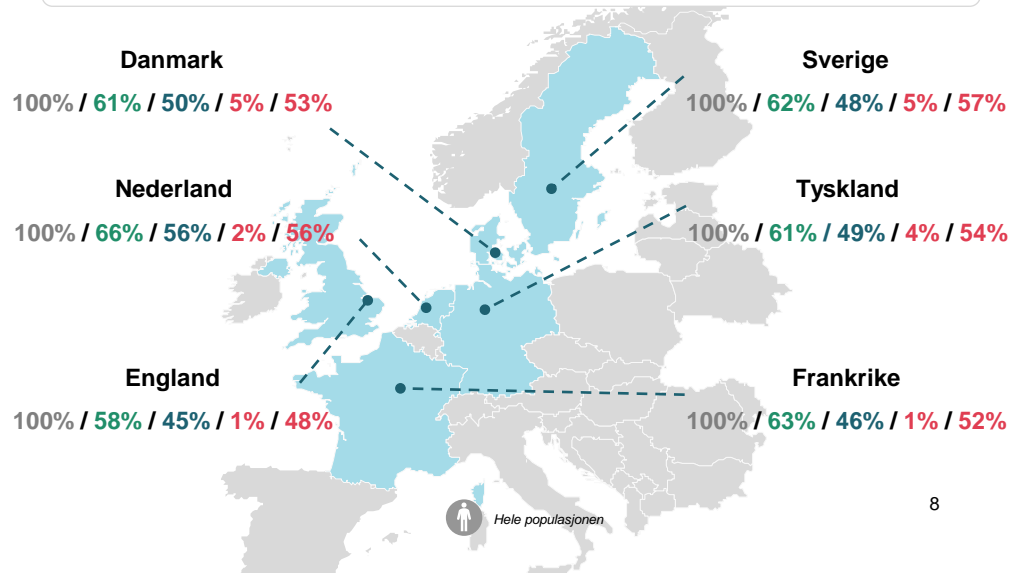 Danmark
100% / 61% / 50% / 5% / 53%
Sverige
100% / 62% / 48% / 5% / 57%
Nederland
100% / 66% / 56% / 2% / 56%
Tyskland
100% / 61% / 49% / 4% / 54%
England
100% / 58% / 45% / 1% / 48%
Frankrike
100% / 63% / 46% / 1% / 52%
Hele populasjonen
8